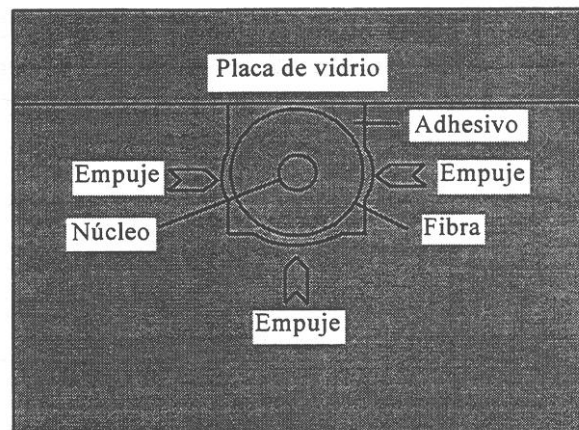 Placa de vidrio
Adhesivo
Empuje
Empuje
Núcleo
Fibra
Empuje